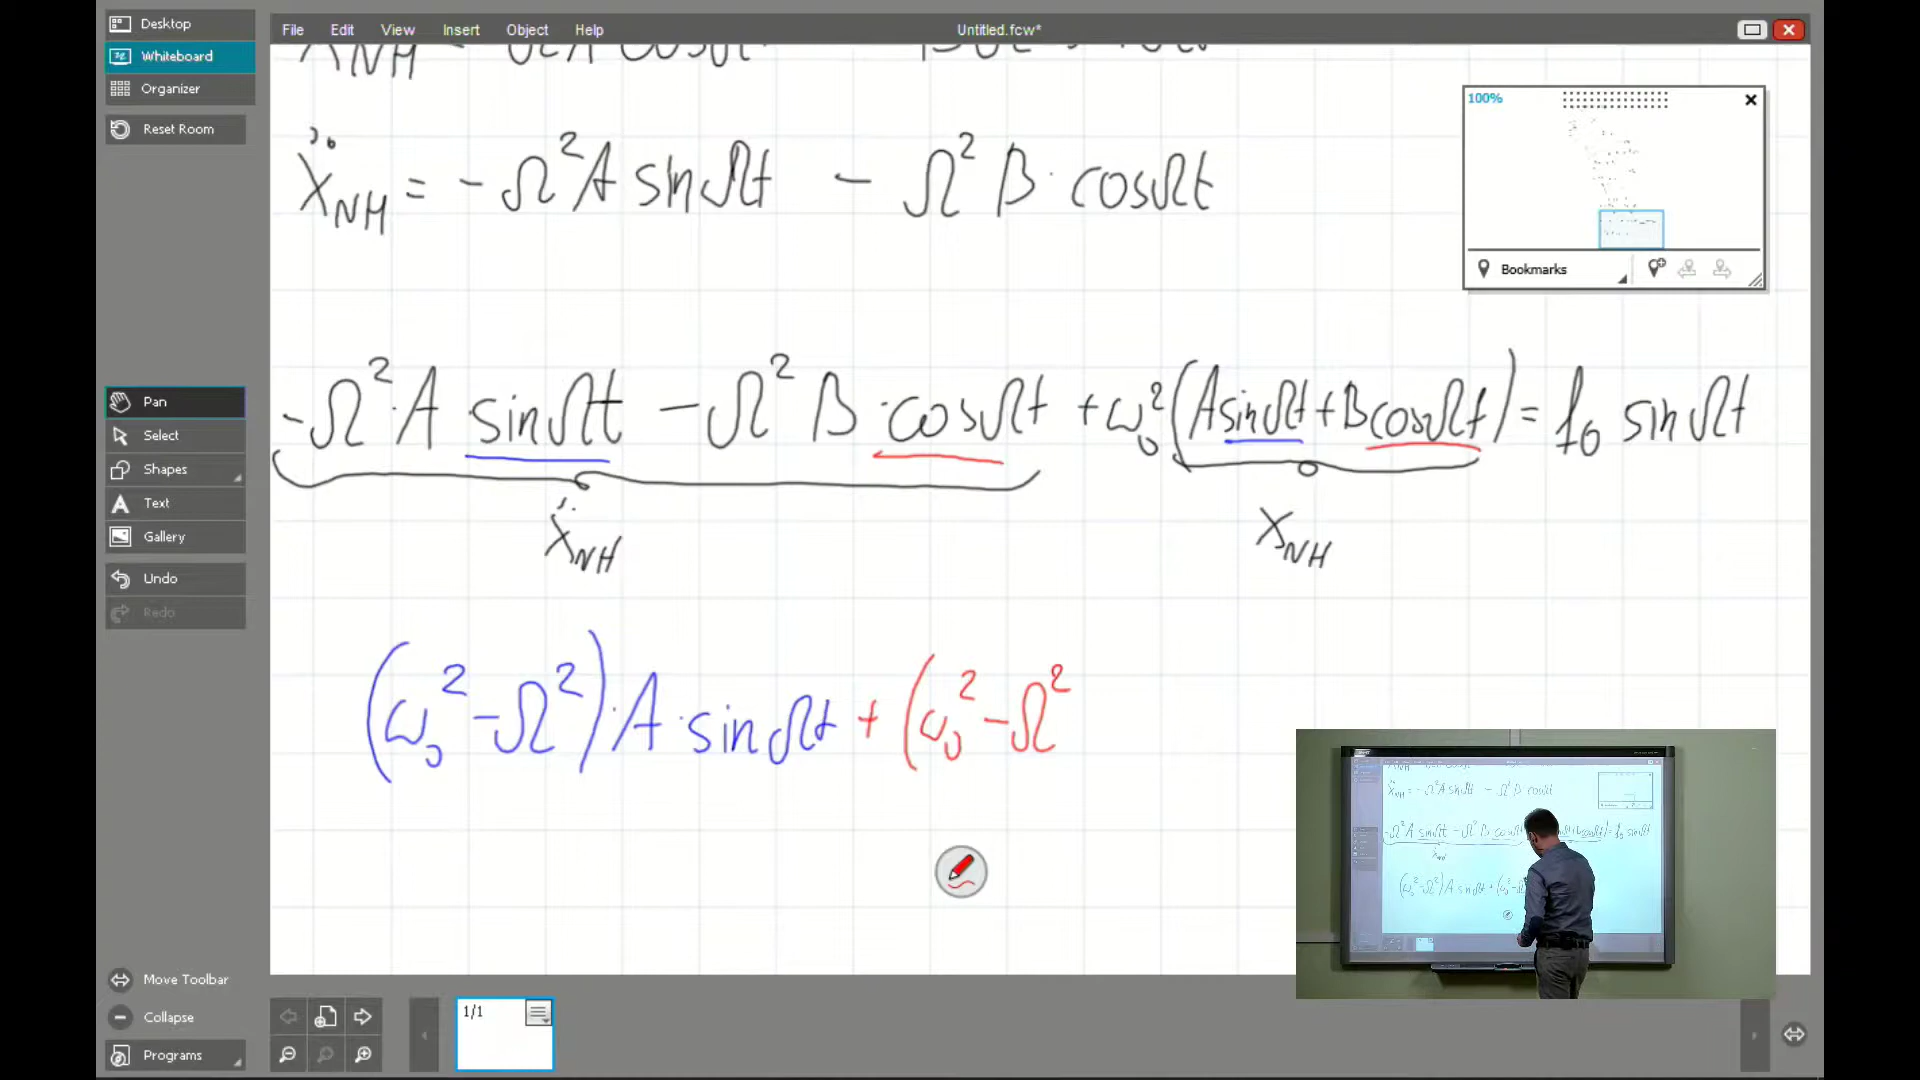 Desktop
Whiteboard
Organizer
Reset Room
File Edit View Insert Object Help
Untitled.fcw*
ẍ_NH = -Ω²A sinΩt - Ω²B·cosΩt
100%
Bookmarks
-Ω²·A·sinΩt - Ω²B·cosΩt + ω₀²(A sinΩt + B cosΩt) = f₀ sinΩt
ẍ_NH x_NH
(ω₀² - Ω²)·A·sinΩt + (ω₀² - Ω²
Pan
Select
Shapes
Text
Gallery
Undo
Redo
Move Toolbar
Collapse
Programs
1/1